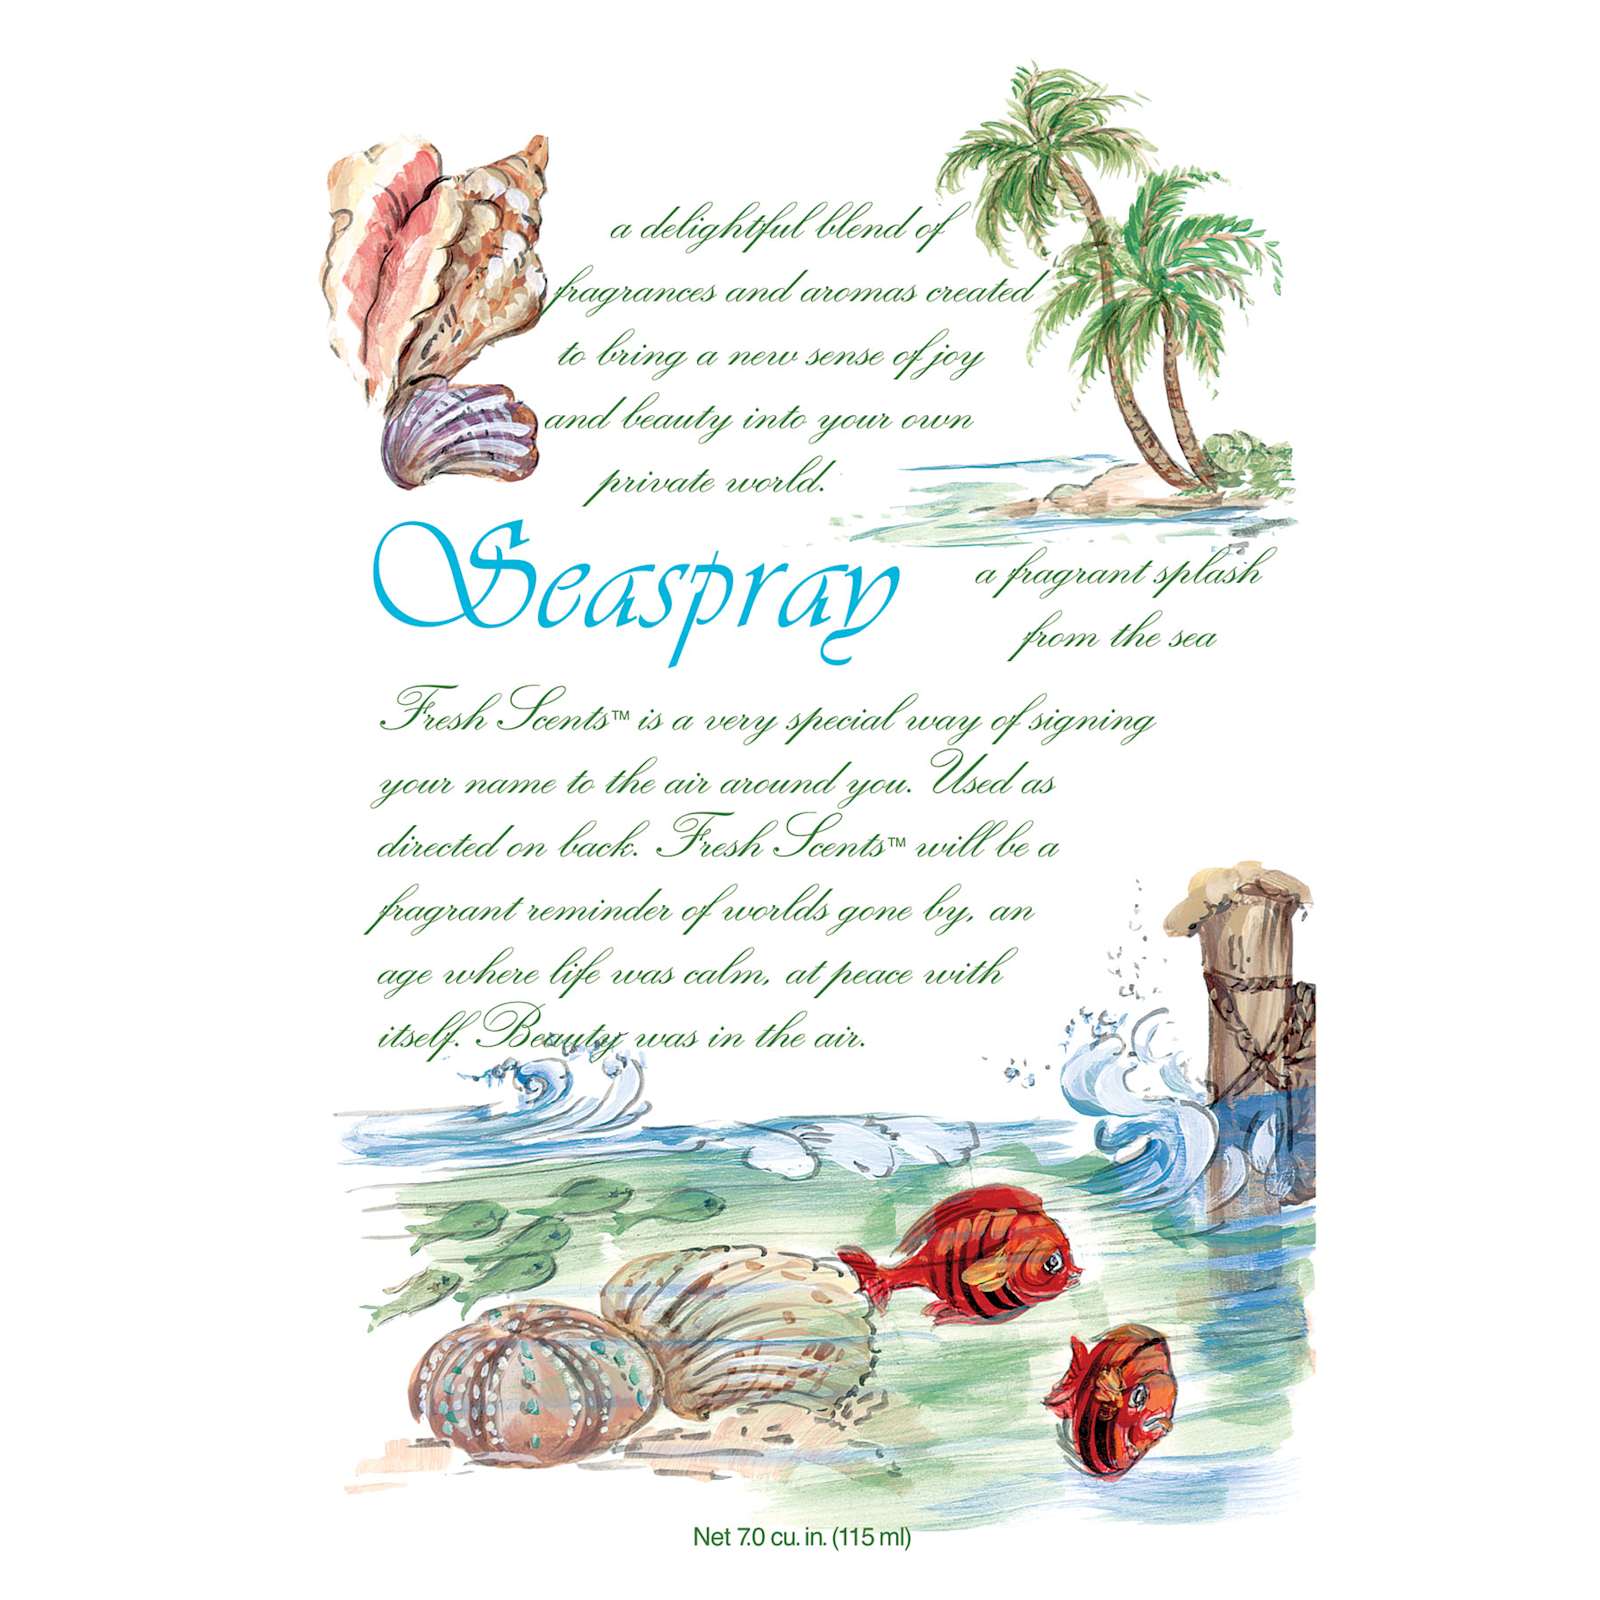 a delightful blend of
fragrances and aromas created
to bring a new sense of joy
and beauty into your own
private world.
Seaspray
a fragrant splash
from the sea
Fresh Scents™ is a very special way of signing
your name to the air around you. Used as
directed on back. Fresh Scents™ will be a
fragrant reminder of worlds gone by, an
age where life was calm, at peace with
itself. Beauty was in the air.
Net 7.0 cu. in. (115 ml)